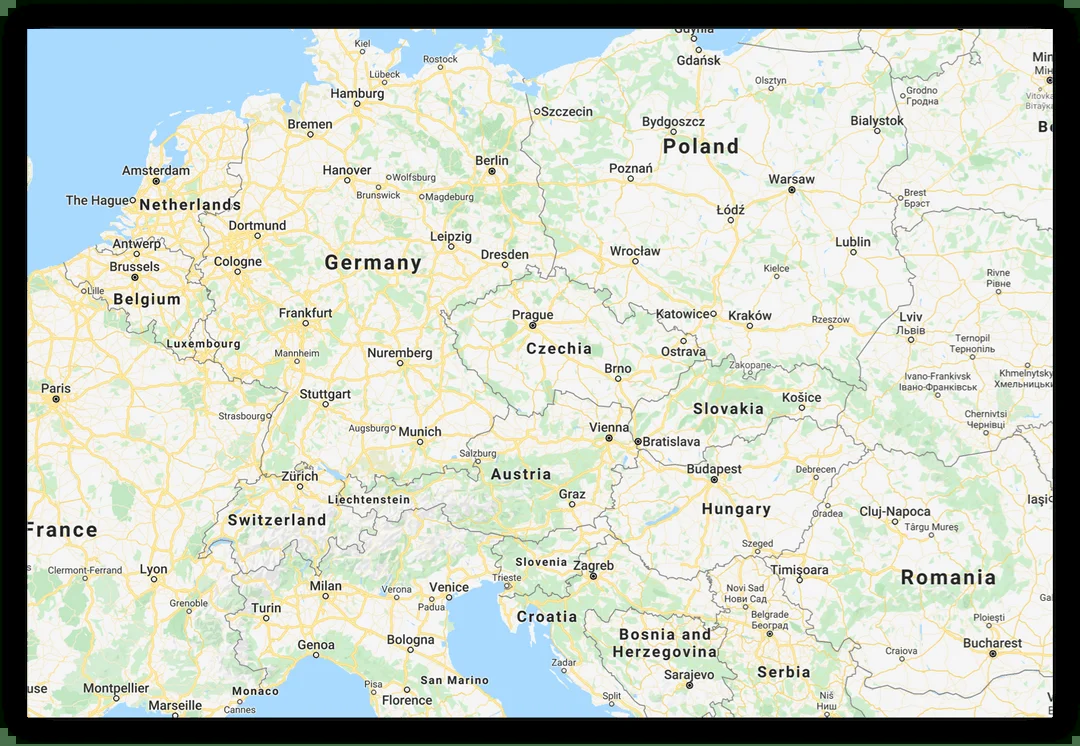 Gdynia
Kiel
Gdańsk
Rostock
Min
Мін
Lübeck
Olsztyn
Hamburg
Grodno
Гродна
Vitovka
Szczecin
Bremen
Bydgoszcz
Bialystok
B
Poland
Berlin
Poznań
Amsterdam
Hanover
Wolfsburg
Warsaw
Brunswick
Magdeburg
Brest
Брэст
The Hague
Netherlands
Łódź
Dortmund
Leipzig
Lublin
Antwerp
Wrocław
Dresden
Cologne
Germany
Brussels
Kielce
Rivne
Рівне
Lille
Belgium
Frankfurt
Prague
Katowice
Kraków
Rzeszow
Lviv
Львів
Luxembourg
Czechia
Ternopil
Тернопіль
Mannheim
Nuremberg
Ostrava
Brno
Zakopane
Ivano-Frankivsk
Івано-Франківськ
Khmelnytsky
Хмельницьки
Paris
Stuttgart
Košice
Slovakia
Strasbourg
Chernivtsi
Чернівці
Augsburg
Munich
Vienna
Bratislava
Salzburg
Zürich
Austria
Budapest
Debrecen
Liechtenstein
Graz
Iași
Hungary
Oradea
Cluj-Napoca
Switzerland
France
Târgu Mureș
Szeged
Slovenia
Zagreb
Clermont-Ferrand
Lyon
Timișoara
Trieste
Romania
Milan
Verona
Venice
Novi Sad
Нови Сад
Ga
Grenoble
Turin
Padua
Croatia
Belgrade
Београд
Ploiești
Bosnia and
Herzegovina
Genoa
Bologna
Bucharest
Craiova
Zadar
Serbia
Sarajevo
San Marino
Pisa
use
Montpellier
Monaco
Florence
Split
Niš
Ниш
V
Marseille
Cannes